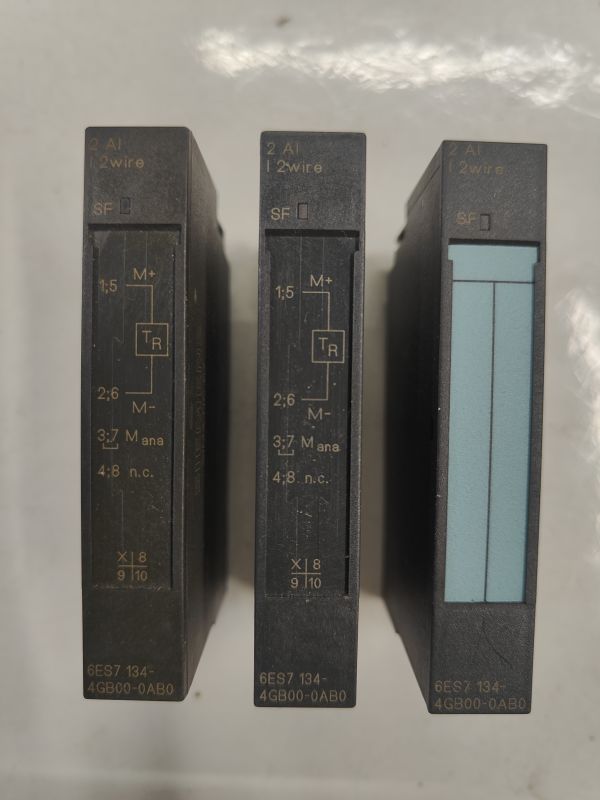 2 AI
I 2wire
SF
M+
1;5
TR
2;6
M-
3;7 Mana
4;8 n.c.
X 8
9 10
6ES7 134-
4GB00-0AB0
2 AI
I 2wire
SF
M+
1;5
TR
2;6
M-
3;7 Mana
4;8 n.c.
X 8
9 10
6ES7 134-
4GB00-0AB0
2 AI
I 2wire
SF
6ES7 134-
4GB00-0AB0